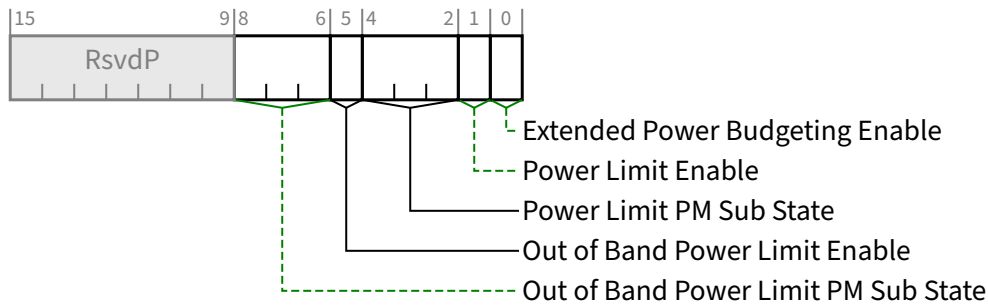 15 9 8 6 5 4 2 1 0
RsvdP
Extended Power Budgeting Enable
Power Limit Enable
Power Limit PM Sub State
Out of Band Power Limit Enable
Out of Band Power Limit PM Sub State